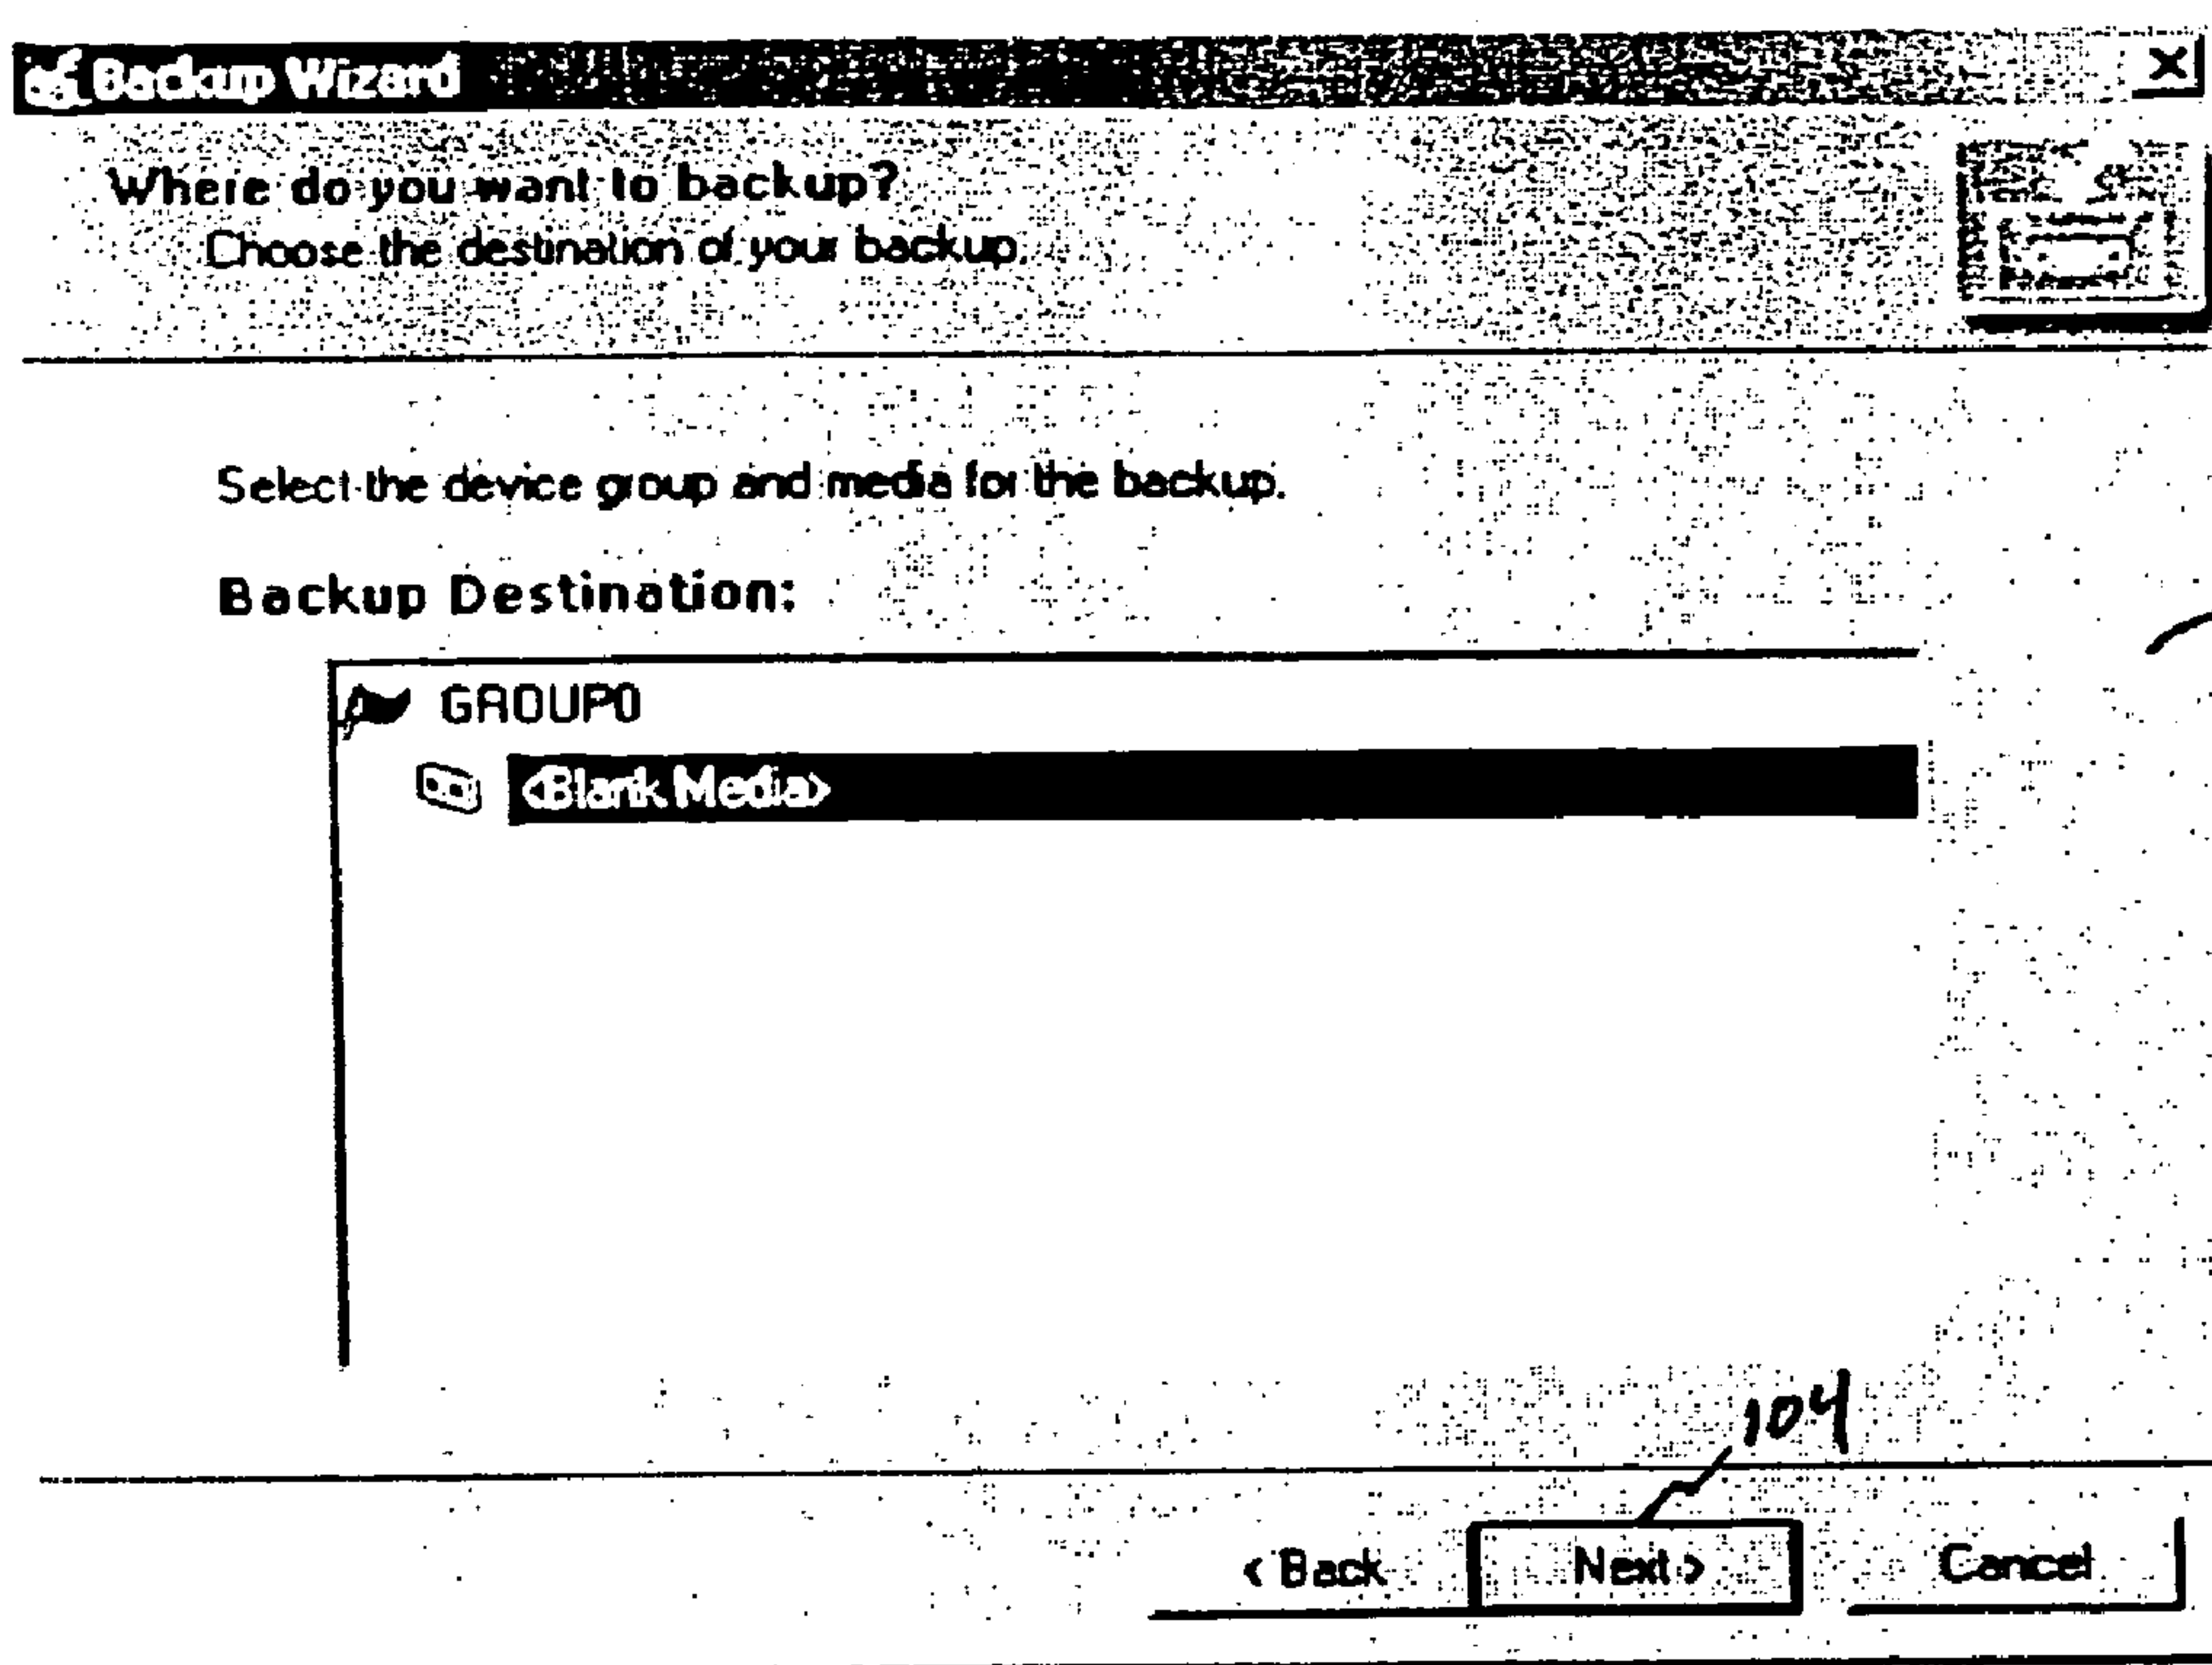 Backup Wizard
Where do you want to backup?
Choose the destination of your backup.
Select the device group and media for the backup.
Backup Destination:
GROUP0
<Blank Media>
104
< Back Next > Cancel